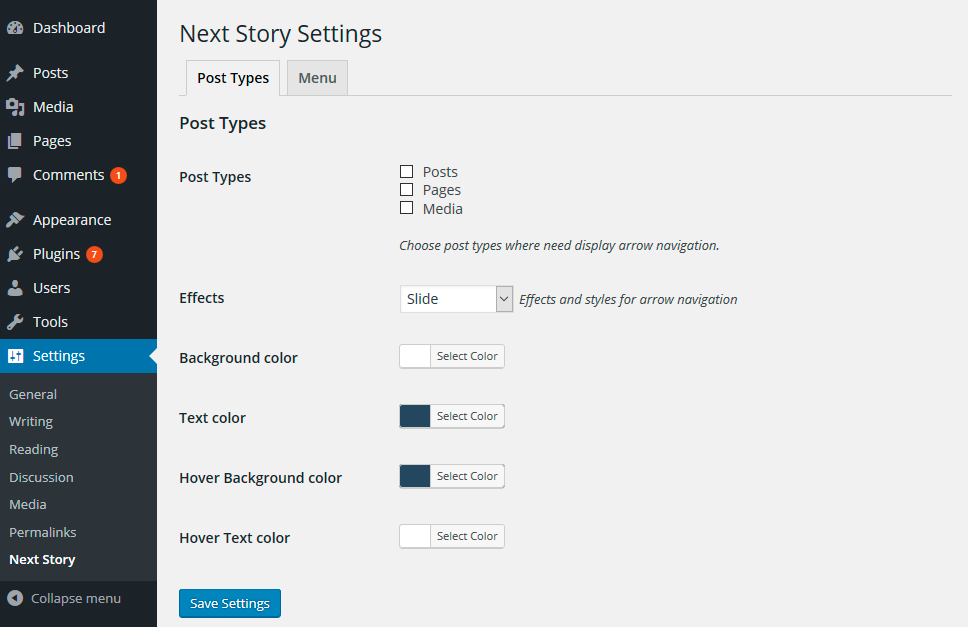 Dashboard
Posts
Media
Pages
Comments 1
Appearance
Plugins 7
Users
Tools
Settings
General
Writing
Reading
Discussion
Media
Permalinks
Next Story
Collapse menu
Next Story Settings
Post Types Menu
Post Types
Post Types
Posts
Pages
Media
Choose post types where need display arrow navigation.
Effects Slide Effects and styles for arrow navigation
Background color Select Color
Text color Select Color
Hover Background color Select Color
Hover Text color Select Color
Save Settings